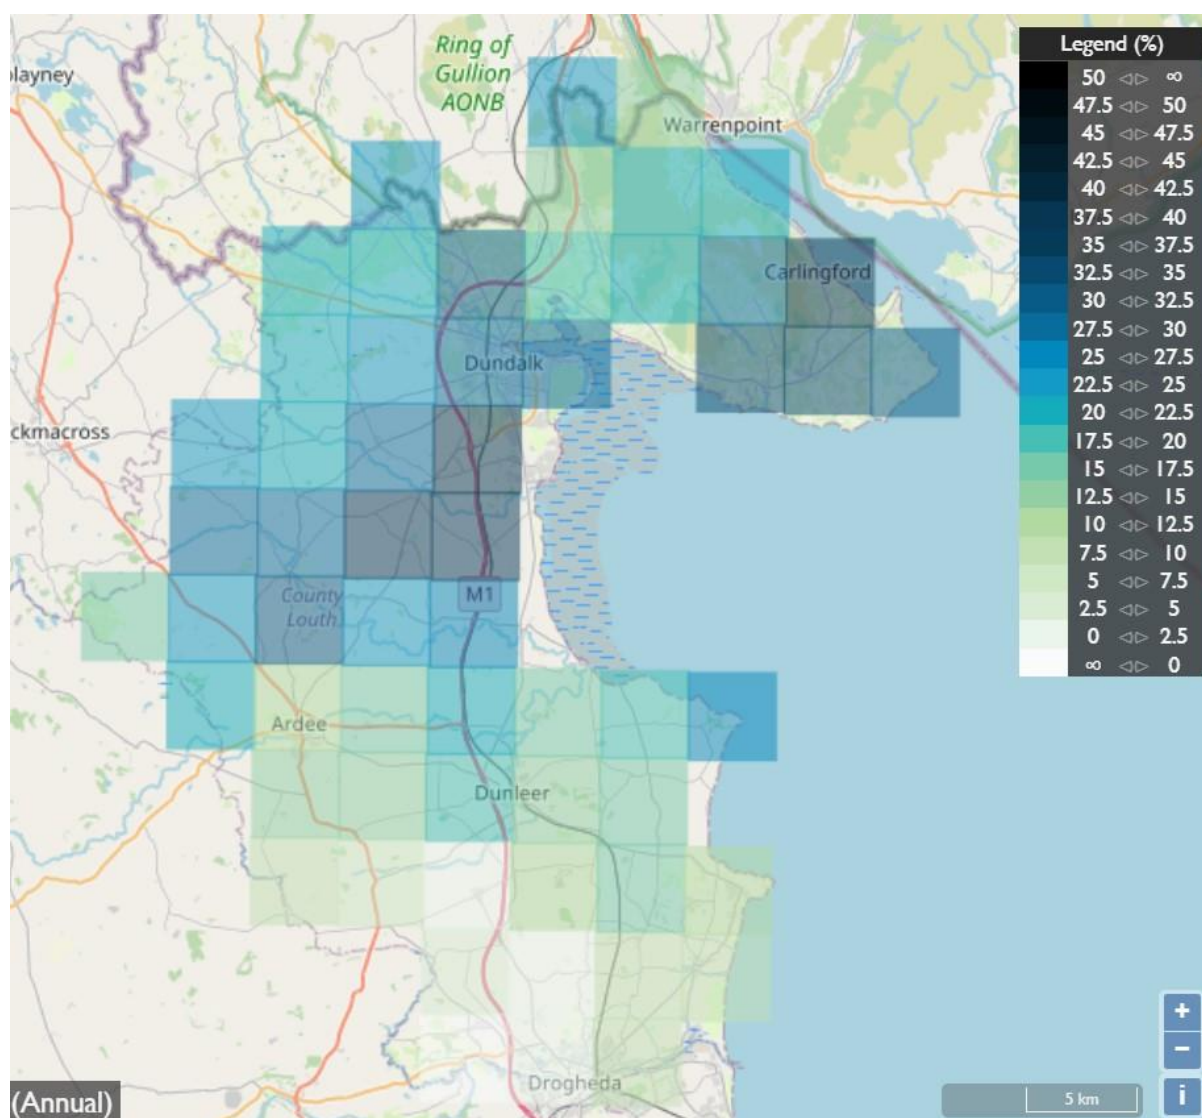 Ring of
Gullion
AONB
Warrenpoint
layney
Carlingford
Dundalk
ckmacross
M1
County
Louth
Ardee
Dunleer
Drogheda
(Annual)
5 km
+
−
i
Legend (%)
50 ◁▷ ∞
47.5 ◁▷ 50
45 ◁▷ 47.5
42.5 ◁▷ 45
40 ◁▷ 42.5
37.5 ◁▷ 40
35 ◁▷ 37.5
32.5 ◁▷ 35
30 ◁▷ 32.5
27.5 ◁▷ 30
25 ◁▷ 27.5
22.5 ◁▷ 25
20 ◁▷ 22.5
17.5 ◁▷ 20
15 ◁▷ 17.5
12.5 ◁▷ 15
10 ◁▷ 12.5
7.5 ◁▷ 10
5 ◁▷ 7.5
2.5 ◁▷ 5
0 ◁▷ 2.5
∞ ◁▷ 0